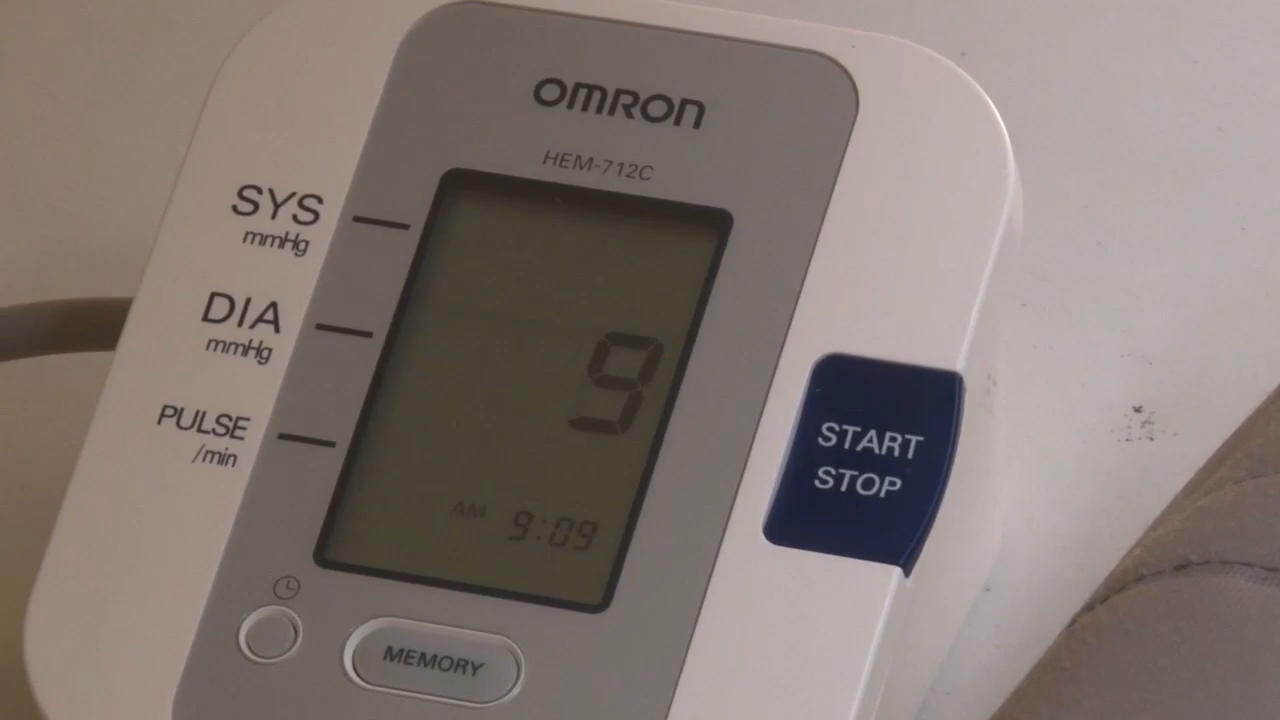 OMRON
HEM-712C
SYS
mmHg
DIA
mmHg
PULSE
/min
9
AM 9:09
START
STOP
MEMORY